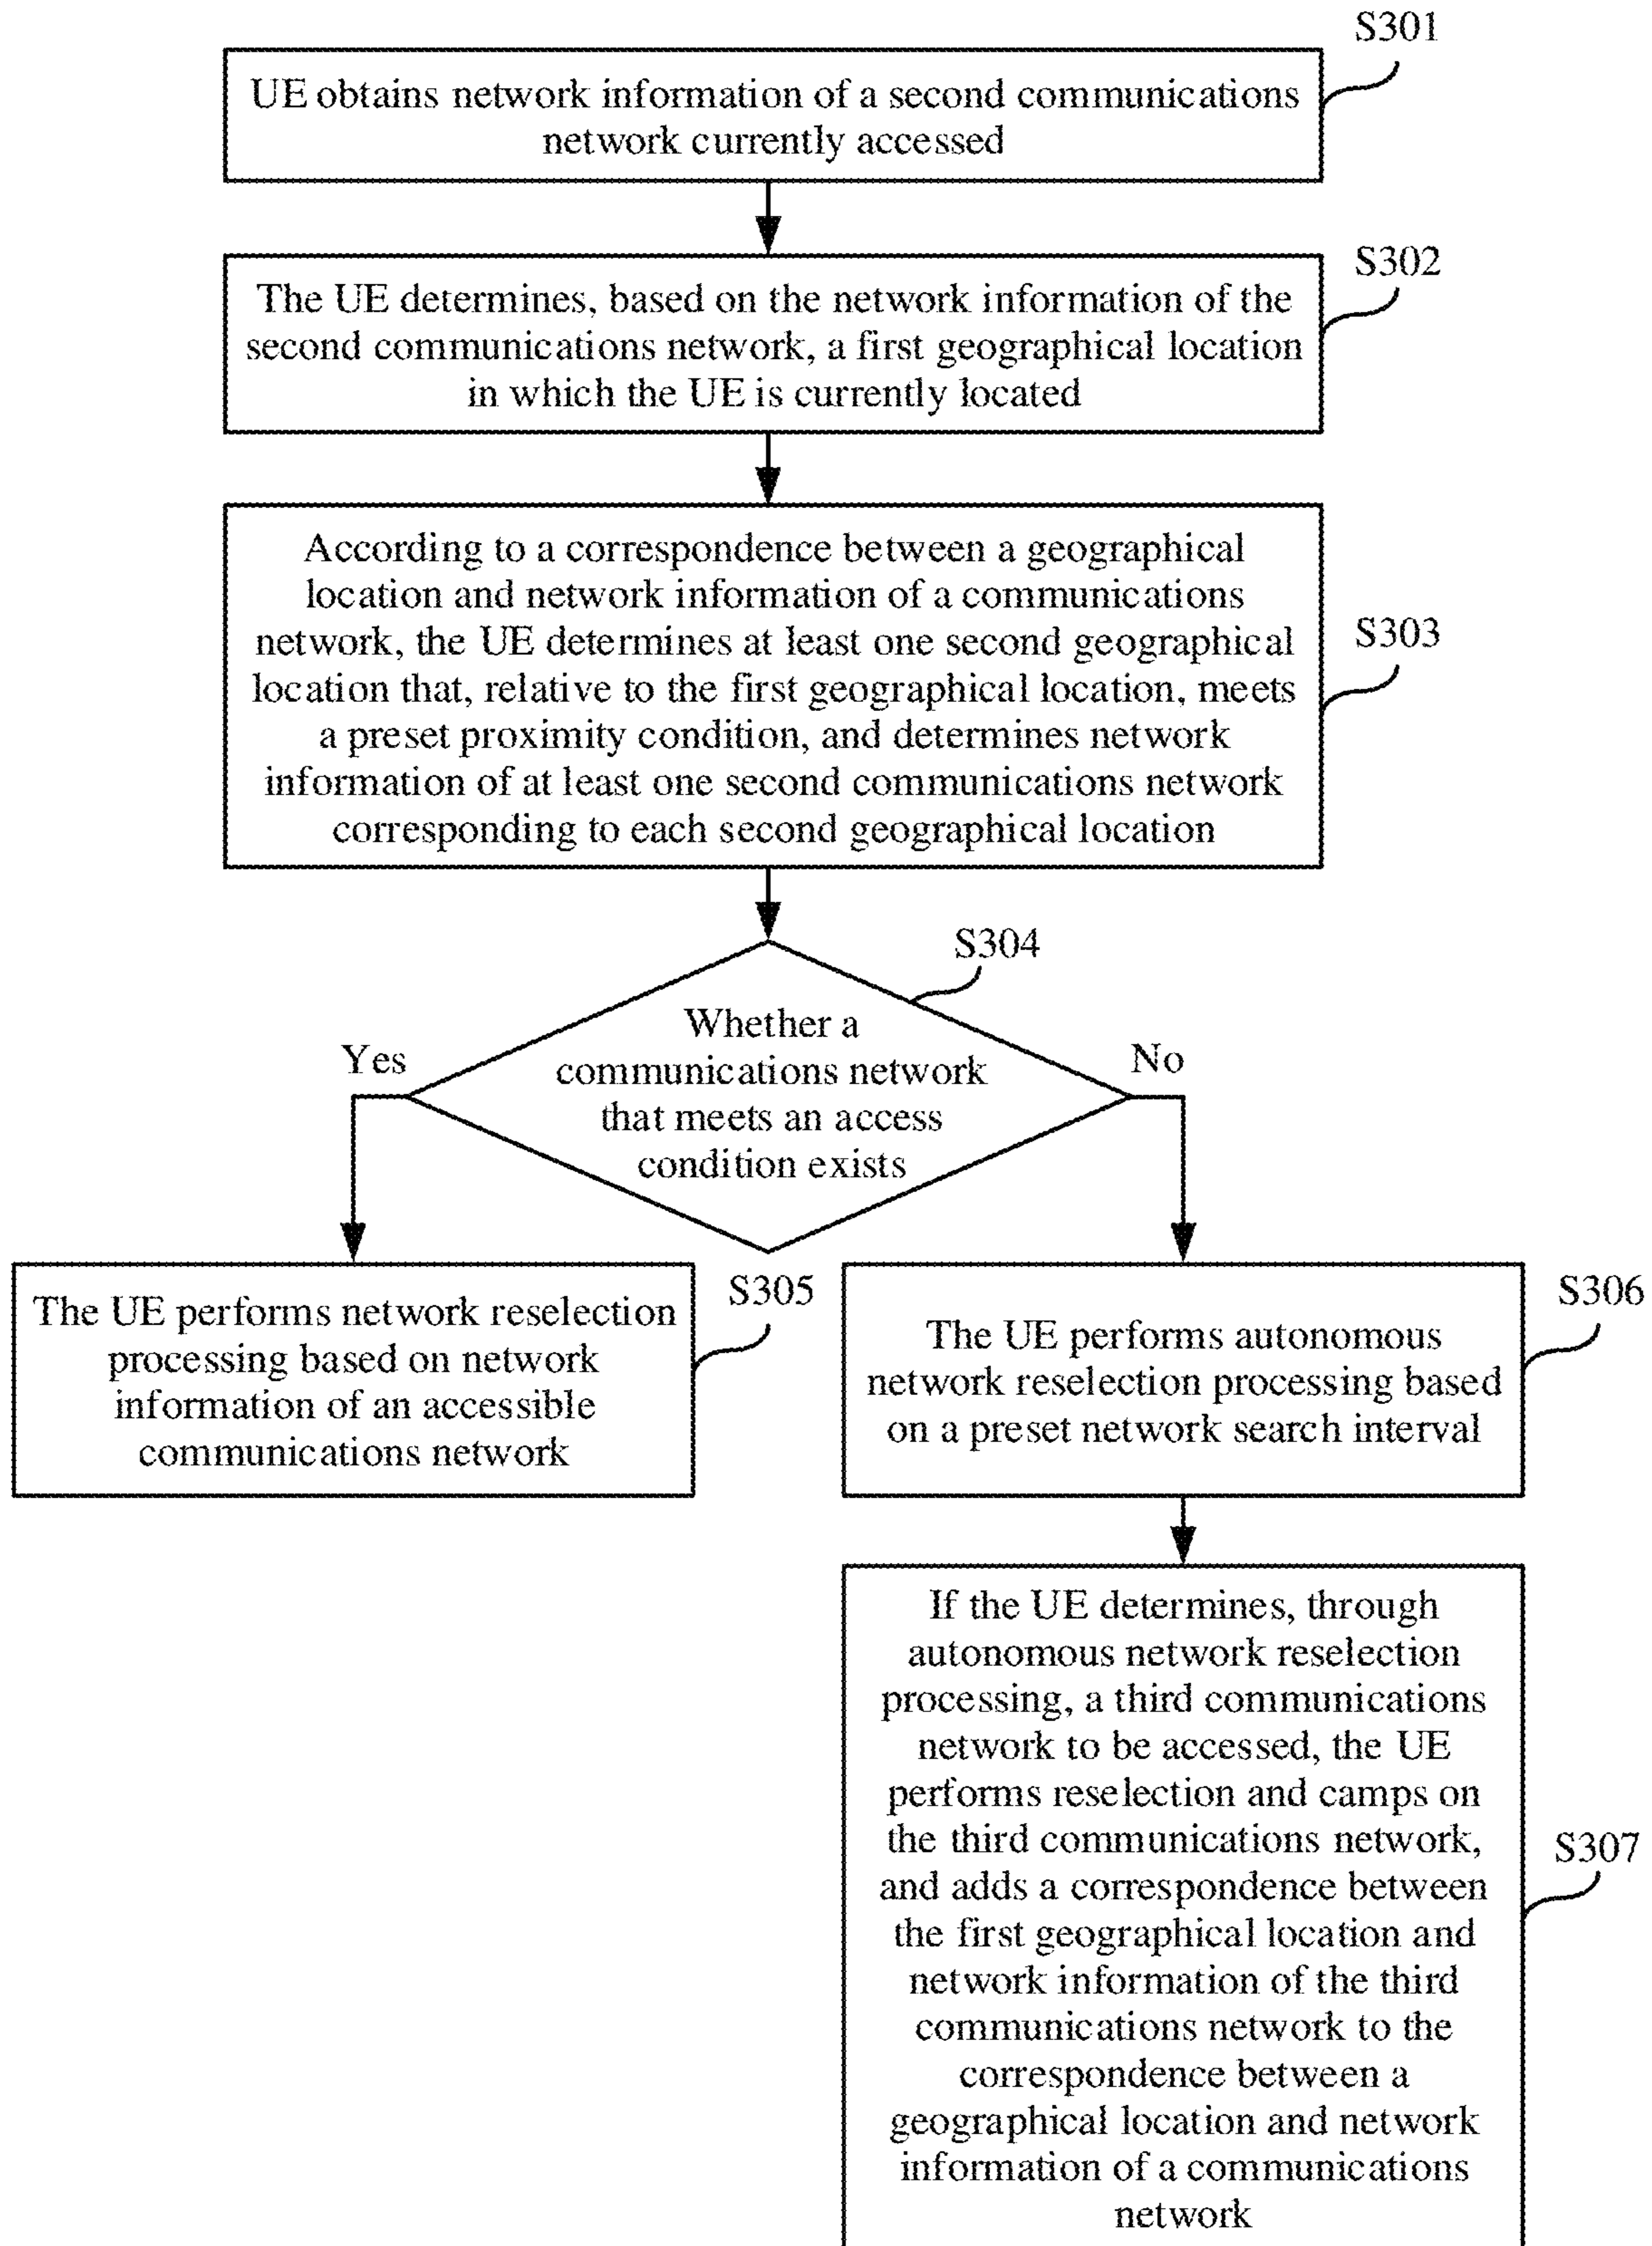 S301
UE obtains network information of a second communications
network currently accessed
S302
The UE determines, based on the network information of the
second communications network, a first geographical location
in which the UE is currently located
According to a correspondence between a geographical
location and network information of a communications
network, the UE determines at least one second geographical
location that, relative to the first geographical location, meets
a preset proximity condition, and determines network
information of at least one second communications network
corresponding to each second geographical location
S303
S304
Whether a
communications network
that meets an access
condition exists
Yes
No
The UE performs network reselection
processing based on network
information of an accessible
communications network
S305
The UE performs autonomous
network reselection processing based
on a preset network search interval
S306
If the UE determines, through
autonomous network reselection
processing, a third communications
network to be accessed, the UE
performs reselection and camps on
the third communications network,
and adds a correspondence between
the first geographical location and
network information of the third
communications network to the
correspondence between a
geographical location and network
information of a communications
network
S307